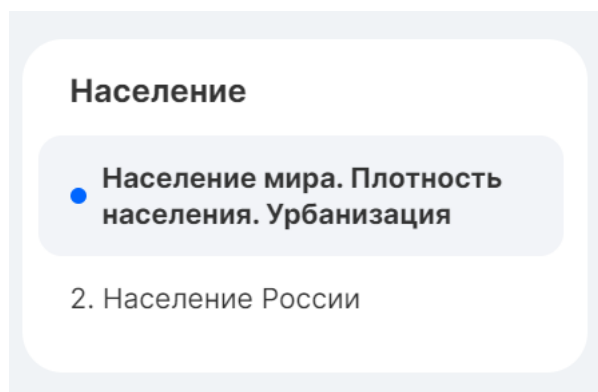 Население
Население мира. Плотность
населения. Урбанизация
2. Население России